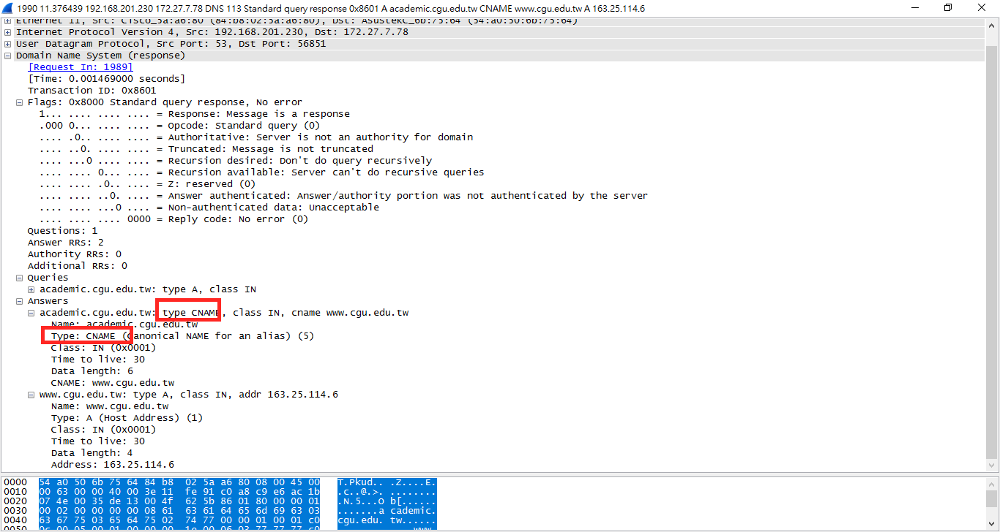 1990 11.376439 192.168.201.230 172.27.7.78 DNS 113 Standard query response 0x8601 A academic.cgu.edu.tw CNAME www.cgu.edu.tw A 163.25.114.6
Ethernet II, Src: Cisco_5a:a6:80 (84:b8:02:5a:a6:80), Dst: AsustekC_6b:75:64 (54:a0:50:6b:75:64)
Internet Protocol Version 4, Src: 192.168.201.230, Dst: 172.27.7.78
User Datagram Protocol, Src Port: 53, Dst Port: 56851
Domain Name System (response)
[Request In: 1989]
[Time: 0.001469000 seconds]
Transaction ID: 0x8601
Flags: 0x8000 Standard query response, No error
1... .... .... .... = Response: Message is a response
.000 0... .... .... = Opcode: Standard query (0)
.... .0.. .... .... = Authoritative: Server is not an authority for domain
.... ..0. .... .... = Truncated: Message is not truncated
.... ...0 .... .... = Recursion desired: Don't do query recursively
.... .... 0... .... = Recursion available: Server can't do recursive queries
.... .... .0.. .... = Z: reserved (0)
.... .... ..0. .... = Answer authenticated: Answer/authority portion was not authenticated by the server
.... .... ...0 .... = Non-authenticated data: Unacceptable
.... .... .... 0000 = Reply code: No error (0)
Questions: 1
Answer RRs: 2
Authority RRs: 0
Additional RRs: 0
Queries
academic.cgu.edu.tw: type A, class IN
Answers
academic.cgu.edu.tw: type CNAME, class IN, cname www.cgu.edu.tw
Name: academic.cgu.edu.tw
Type: CNAME (Canonical NAME for an alias) (5)
Class: IN (0x0001)
Time to live: 30
Data length: 6
CNAME: www.cgu.edu.tw
www.cgu.edu.tw: type A, class IN, addr 163.25.114.6
Name: www.cgu.edu.tw
Type: A (Host Address) (1)
Class: IN (0x0001)
Time to live: 30
Data length: 4
Address: 163.25.114.6
0000 54 a0 50 6b 75 64 84 b8 02 5a a6 80 08 00 45 00 T.Pkud.. .Z....E.
0010 00 63 00 00 40 00 3e 11 fe 91 c0 a8 c9 e6 ac 1b .c..@.>. ........
0020 07 4e 00 35 de 13 00 4f 62 5b 86 01 80 00 00 01 .N.5...O b[......
0030 00 02 00 00 00 00 08 61 63 61 64 65 6d 69 63 03 .......a cademic.
0040 63 67 75 03 65 64 75 02 74 77 00 00 01 00 01 c0 cgu.edu. tw......
0050 0c 00 05 00 01 00 00 00 1e 00 06 03 77 77 77 c0